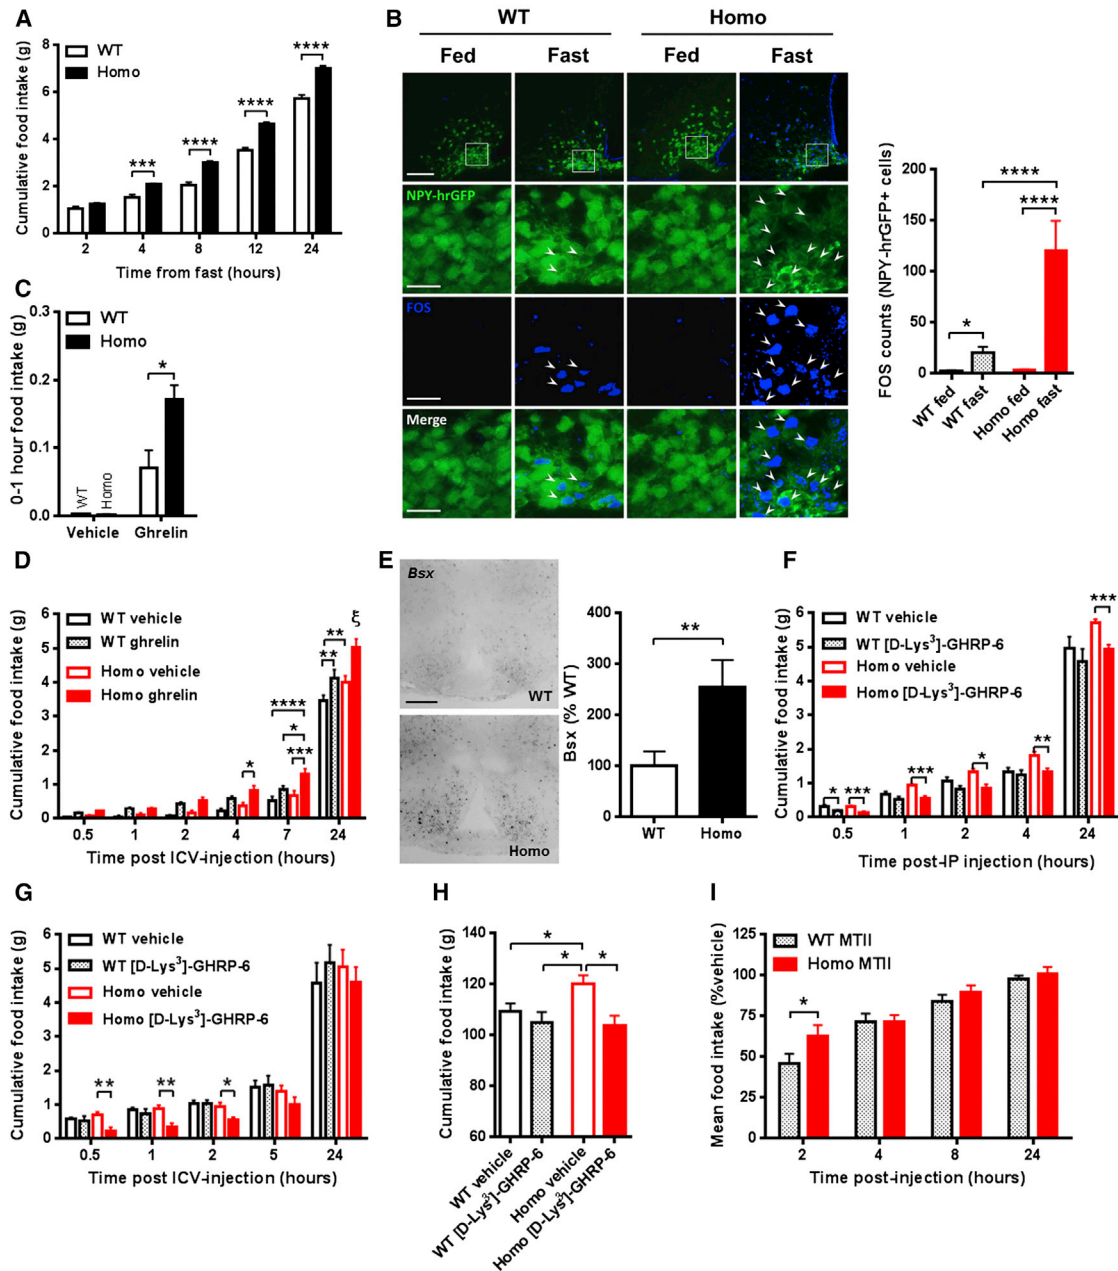 A
Cumulative food intake (g)
8
6
4
2
0
WT
Homo
***
****
****
****
2 4 8 12 24
Time from fast (hours)
B
WT Homo
Fed Fast Fed Fast
NPY-hrGFP
FOS
Merge
FOS counts (NPY-hrGFP+ cells)
200
150
100
50
0
*
****
****
WT fed
WT fast
Homo fed
Homo fast
C
0-1 hour food intake (g)
0.3
0.2
0.1
0.0
WT
Homo
*
WT
Homo
Vehicle Ghrelin
D
Cumulative food intake (g)
6
5
4
3
2
1
0
WT vehicle
WT ghrelin
Homo vehicle
Homo ghrelin
*
****
*
***
**
**
ξ
0.5 1 2 4 7 24
Time post ICV-injection (hours)
E
Bsx
WT
Homo
Bsx (% WT)
400
300
200
100
0
**
WT Homo
F
Cumulative food intake (g)
6
5
4
3
2
1
0
WT vehicle
WT [D-Lys³]-GHRP-6
Homo vehicle
Homo [D-Lys³]-GHRP-6
* ***
***
*
**
***
0.5 1 2 4 24
Time post-IP injection (hours)
G
Cumulative food intake (g)
6
5
4
3
2
1
0
WT vehicle
WT [D-Lys³]-GHRP-6
Homo vehicle
Homo [D-Lys³]-GHRP-6
**
**
*
0.5 1 2 5 24
Time post ICV-injection (hours)
H
Cumulative food intake (g)
140
120
100
80
60
*
* *
WT vehicle
WT [D-Lys³]-GHRP-6
Homo vehicle
Homo [D-Lys³]-GHRP-6
I
Mean food intake (%vehicle)
125
100
75
50
25
0
WT MTII
Homo MTII
*
2 4 8 24
Time post-injection (hours)